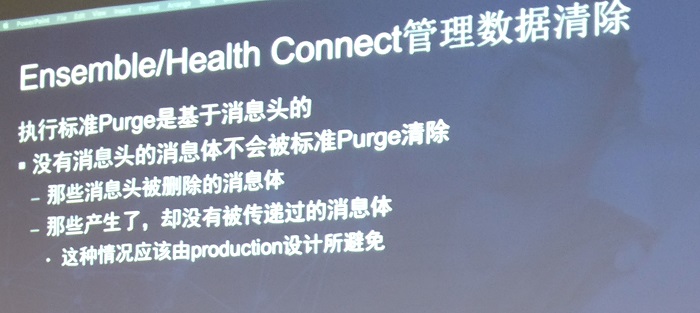 PowerPoint File Edit View Insert Format Arrange
Ensemble/Health Connect管理数据清除
执行标准Purge是基于消息头的
▪ 没有消息头的消息体不会被标准Purge清除
– 那些消息头被删除的消息体
– 那些产生了，却没有被传递过的消息体
• 这种情况应该由production设计所避免